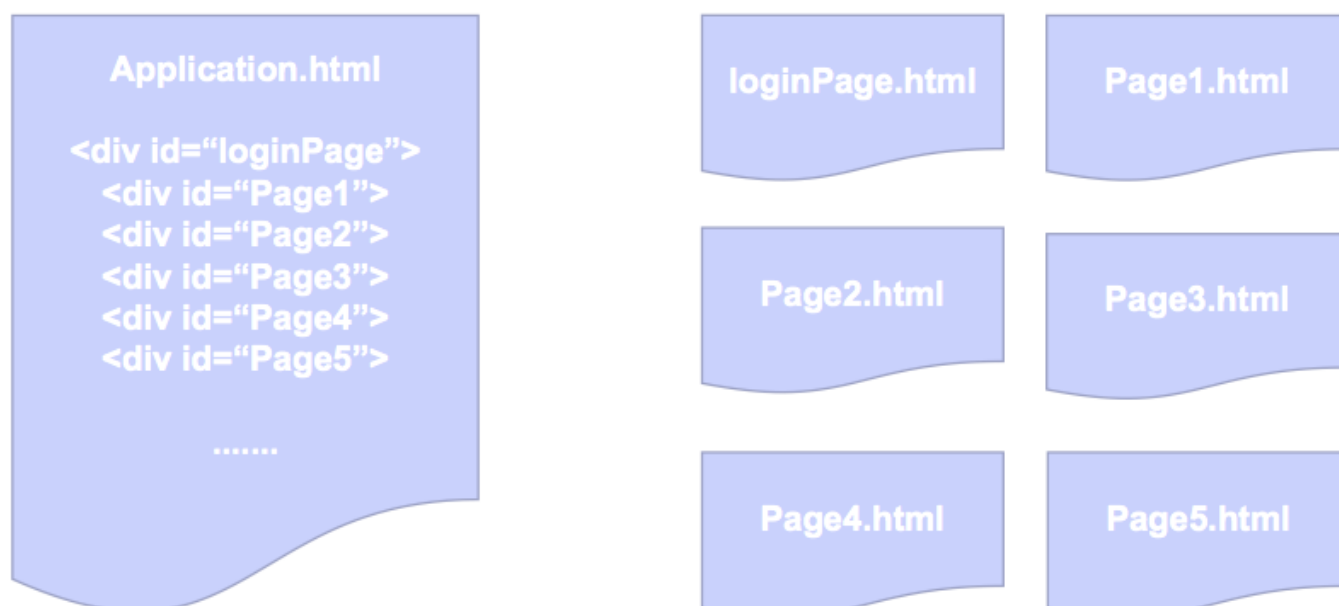 Application.html
<div id=“loginPage”>
<div id=“Page1”>
<div id=“Page2”>
<div id=“Page3”>
<div id=“Page4”>
<div id=“Page5”>
.......
loginPage.html
Page1.html
Page2.html
Page3.html
Page4.html
Page5.html